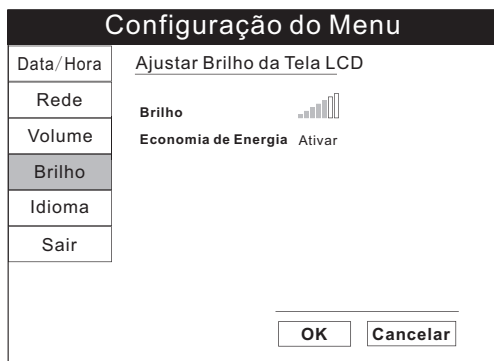 Configuração do Menu
Data/Hora
Rede
Volume
Brilho
Idioma
Sair
Ajustar Brilho da Tela LCD
Brilho
Economia de Energia Ativar
OK Cancelar